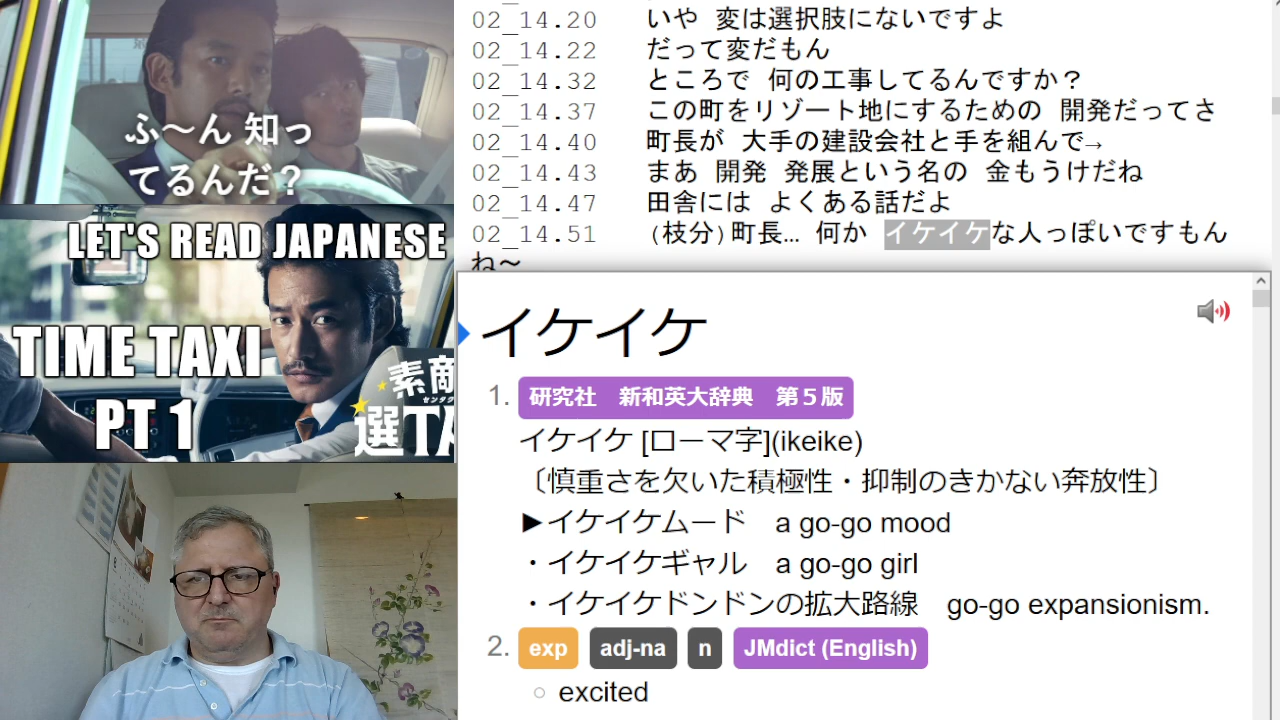 ふ～ん 知っ
てるんだ？
LET'S READ JAPANESE
TIME TAXI
PT 1
素敵
センタク
選TA
02_14.20 いや 変は選択肢にないですよ
02_14.22 だって変だもん
02_14.32 ところで 何の工事してるんですか？
02_14.37 この町をリゾート地にするための 開発だってさ
02_14.40 町長が 大手の建設会社と手を組んで→
02_14.43 まあ 開発 発展という名の 金もうけだね
02_14.47 田舎には よくある話だよ
02_14.51 (枝分)町長… 何か イケイケな人っぽいですもん
ね～
イケイケ
1. 研究社 新和英大辞典 第５版
イケイケ [ローマ字](ikeike)
〔慎重さを欠いた積極性・抑制のきかない奔放性〕
▶イケイケムード a go-go mood
・イケイケギャル a go-go girl
・イケイケドンドンの拡大路線 go-go expansionism.
2. exp adj-na n JMdict (English)
○ excited